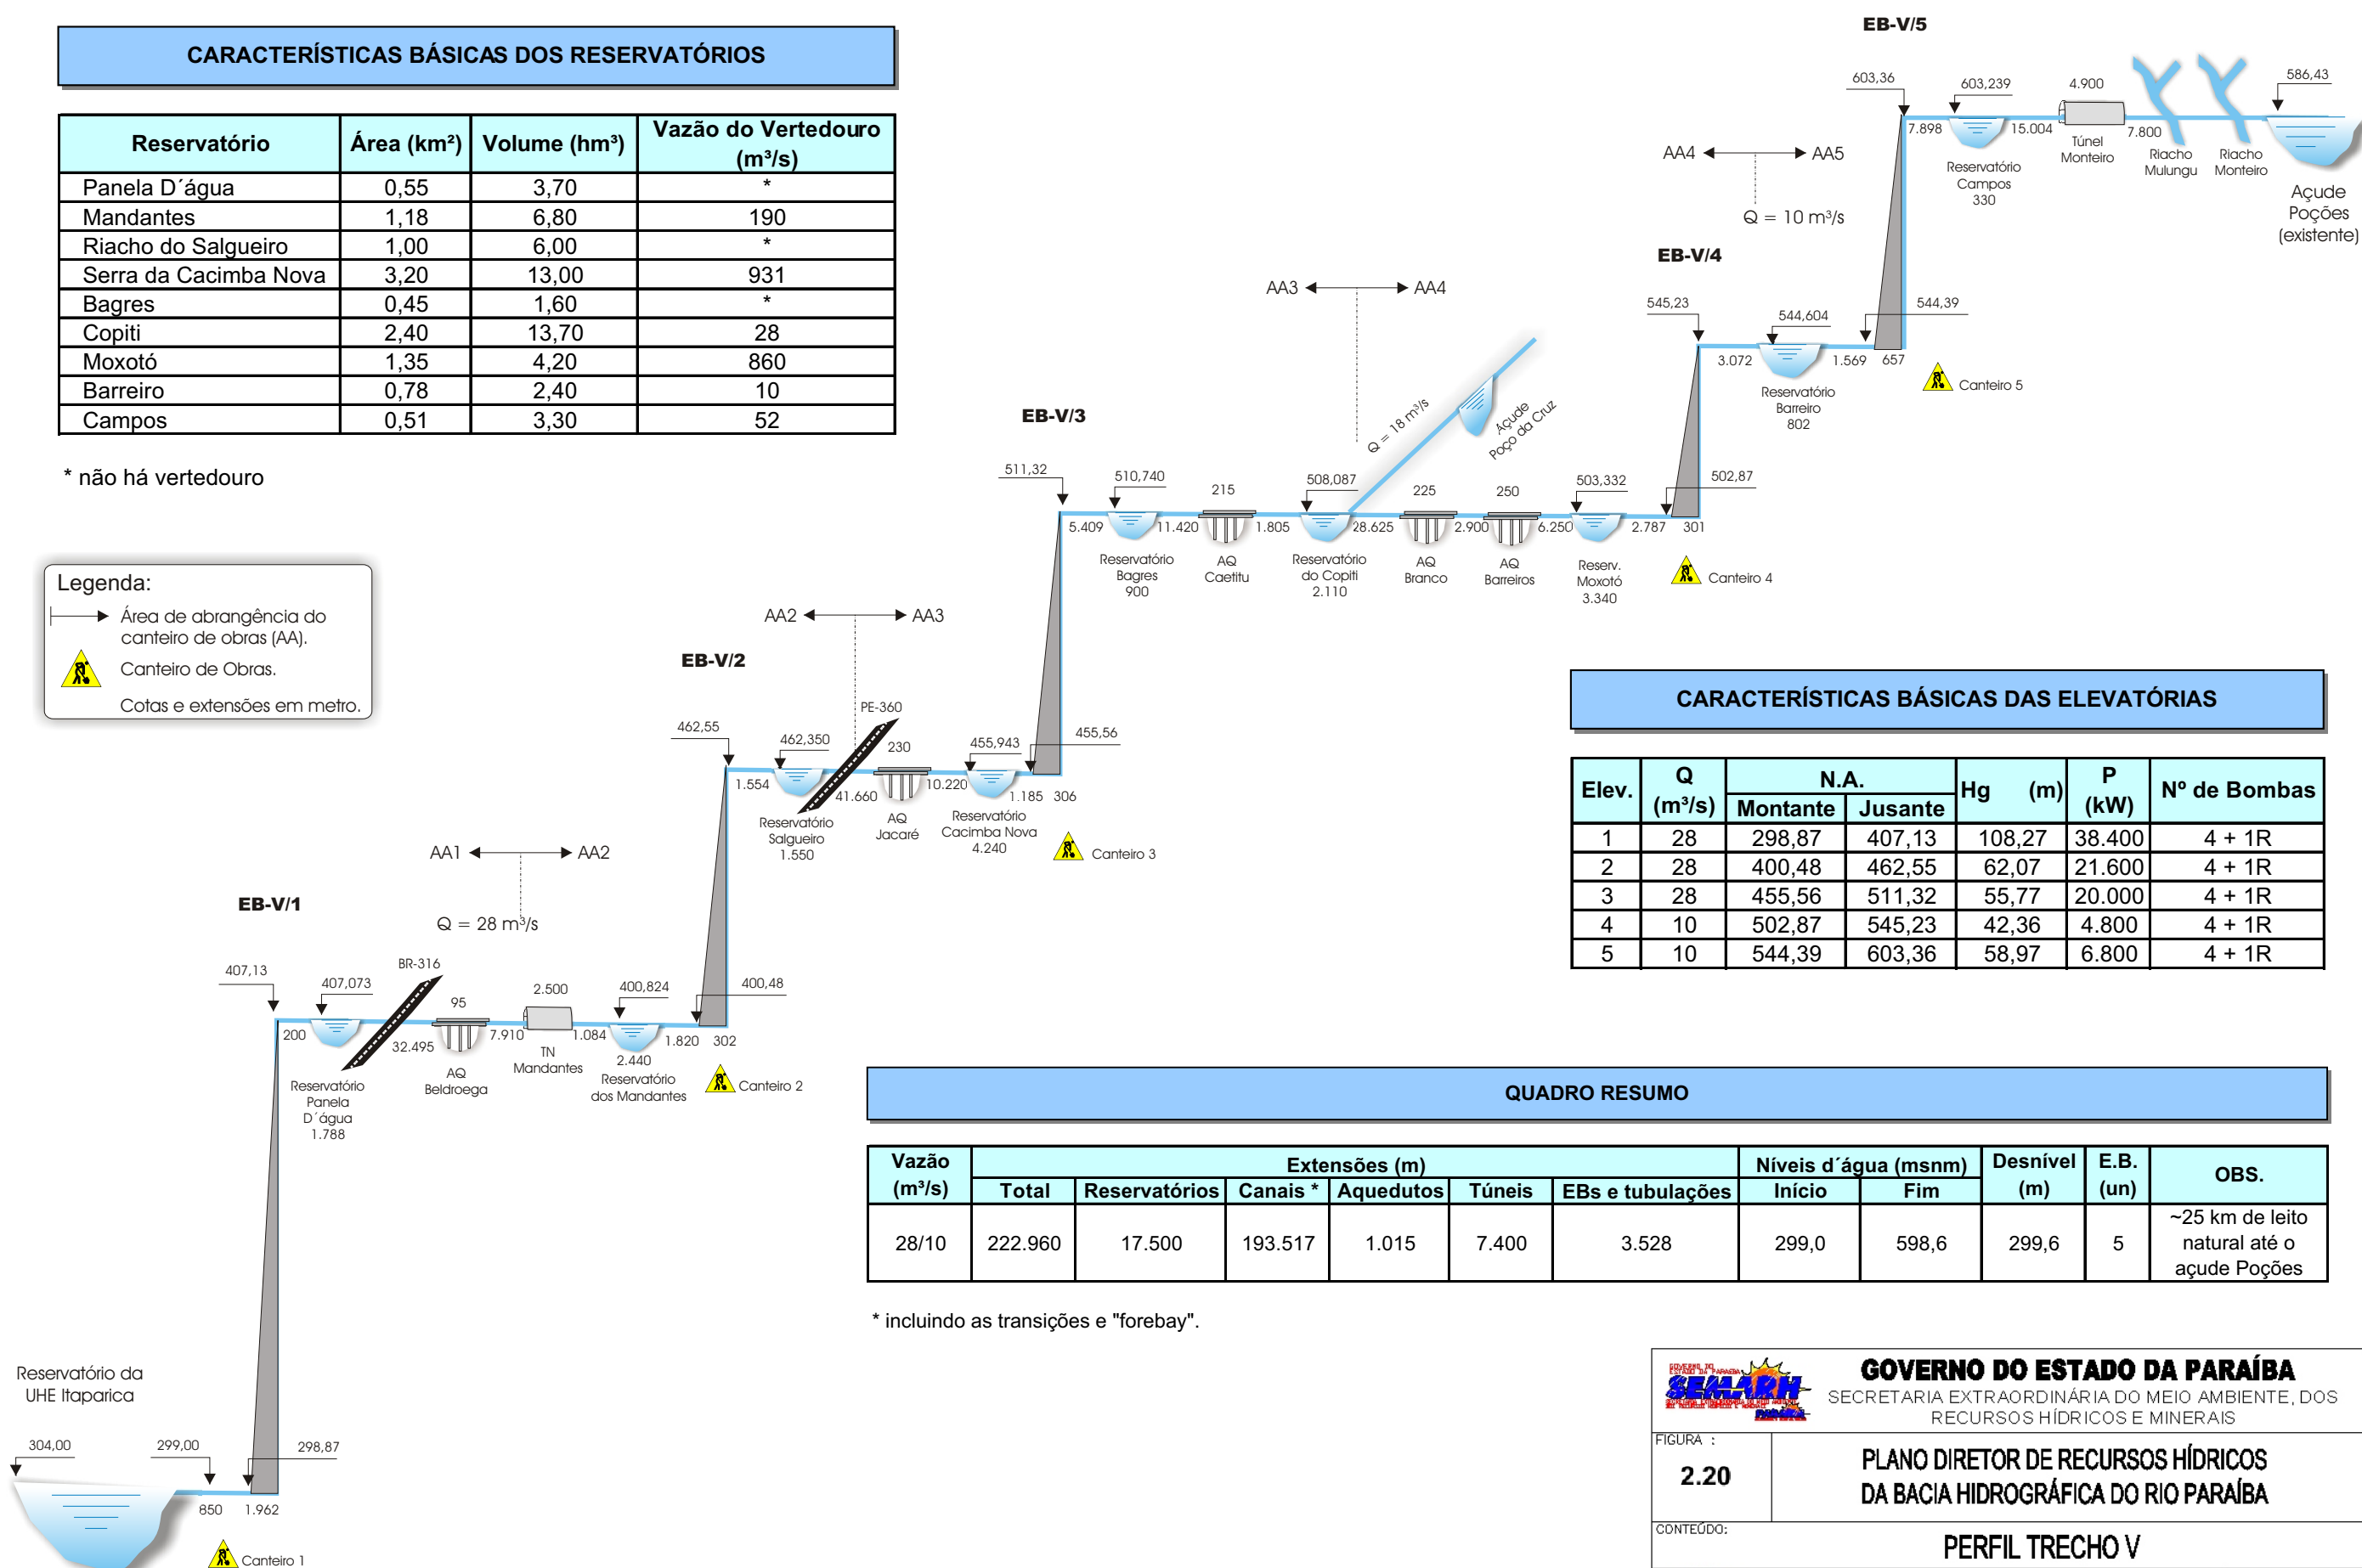 CARACTERÍSTICAS BÁSICAS DOS RESERVATÓRIOS
Reservatório Área (km²) Volume (hm³) Vazão do Vertedouro (m³/s)
Panela D´água 0,55 3,70 *
Mandantes 1,18 6,80 190
Riacho do Salgueiro 1,00 6,00 *
Serra da Cacimba Nova 3,20 13,00 931
Bagres 0,45 1,60 *
Copiti 2,40 13,70 28
Moxotó 1,35 4,20 860
Barreiro 0,78 2,40 10
Campos 0,51 3,30 52
* não há vertedouro
Legenda:
Área de abrangência do
canteiro de obras (AA).
Canteiro de Obras.
Cotas e extensões em metro.
EB-V/5
603,36 603,239 4.900 586,43
7.898 15.004 7.800
Reservatório
Campos
330
Túnel
Monteiro
Riacho
Mulungu
Riacho
Monteiro
Açude
Poções
(existente)
AA4 AA5
Q = 10 m³/s
EB-V/4
545,23 544,604 544,39
3.072 1.569 657
Reservatório
Barreiro
802
Canteiro 5
AA3 AA4
Q = 18 m³/s
Açude
Poço da Cruz
EB-V/3
511,32 510,740 215 508,087 225 250 503,332 502,87
5.409 11.420 1.805 28.625 2.900 6.250 2.787 301
Reservatório
Bagres
900
AQ
Caetitu
Reservatório
do Copiti
2.110
AQ
Branco
AQ
Barreiros
Reserv.
Moxotó
3.340
Canteiro 4
AA2 AA3
EB-V/2
PE-360
462,55 462,350 230 455,943 455,56
1.554 41.660 10.220 1.185 306
Reservatório
Salgueiro
1.550
AQ
Jacaré
Reservatório
Cacimba Nova
4.240
Canteiro 3
AA1 AA2
Q = 28 m³/s
EB-V/1
BR-316
407,13 407,073 95 2.500 400,824 400,48
200 32.495 7.910 1.084 1.820 302
Reservatório
Panela
D´água
1.788
AQ
Beldroega
TN
Mandantes
2.440
Reservatório
dos Mandantes
Canteiro 2
Reservatório da
UHE Itaparica
304,00 299,00 298,87
850 1.962
Canteiro 1
CARACTERÍSTICAS BÁSICAS DAS ELEVATÓRIAS
Elev. Q (m³/s) N.A. Hg (m) P (kW) Nº de Bombas
Montante Jusante
1 28 298,87 407,13 108,27 38.400 4 + 1R
2 28 400,48 462,55 62,07 21.600 4 + 1R
3 28 455,56 511,32 55,77 20.000 4 + 1R
4 10 502,87 545,23 42,36 4.800 4 + 1R
5 10 544,39 603,36 58,97 6.800 4 + 1R
QUADRO RESUMO
Vazão (m³/s) Extensões (m) Níveis d´água (msnm) Desnível (m) E.B. (un) OBS.
Total Reservatórios Canais * Aquedutos Túneis EBs e tubulações Início Fim
28/10 222.960 17.500 193.517 1.015 7.400 3.528 299,0 598,6 299,6 5 ~25 km de leito
natural até o
açude Poções
* incluindo as transições e "forebay".
SEMARH
PARAÍBA
GOVERNO DO ESTADO DA PARAÍBA
SECRETARIA EXTRAORDINÁRIA DO MEIO AMBIENTE, DOS
RECURSOS HÍDRICOS E MINERAIS
FIGURA :
2.20
PLANO DIRETOR DE RECURSOS HÍDRICOS
DA BACIA HIDROGRÁFICA DO RIO PARAÍBA
CONTEÚDO:
PERFIL TRECHO V